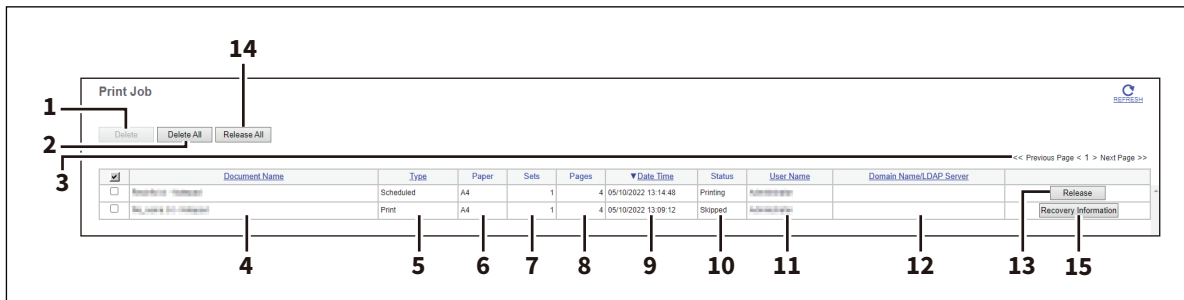 14
Print Job
REFRESH
1
Delete Delete All Release All
2
<< Previous Page < 1 > Next Page >>
3
Document Name Type Paper Sets Pages ▼Date Time Status User Name Domain Name/LDAP Server
Scheduled A4 1 4 05/10/2022 13:14:48 Printing Release
Print A4 1 4 05/10/2022 13:09:12 Skipped Recovery Information
4 5 6 7 8 9 10 11 12 13 15